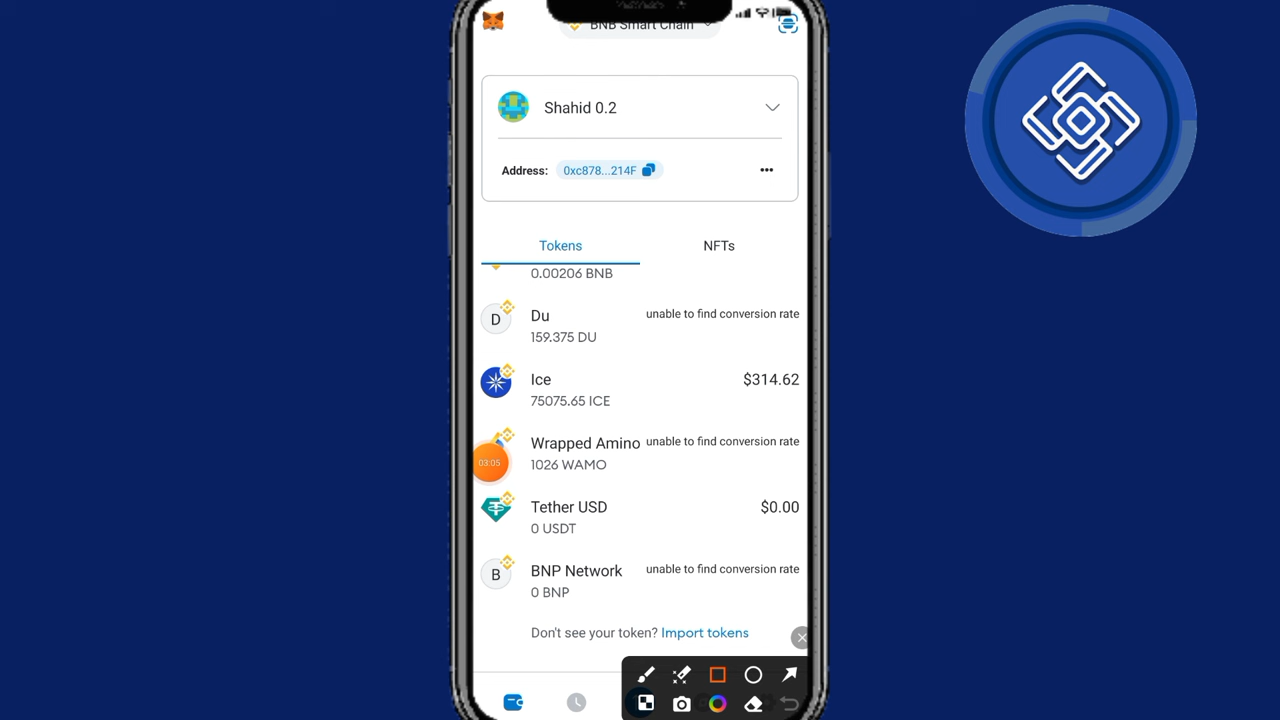 BNB Smart Chain
Shahid 0.2
Address: 0xc878...214F
Tokens NFTs
0.00206 BNB
Du unable to find conversion rate
D
159.375 DU
Ice $314.62
75075.65 ICE
Wrapped Amino unable to find conversion rate
03:05
1026 WAMO
Tether USD $0.00
0 USDT
BNP Network unable to find conversion rate
B
0 BNP
Don't see your token? Import tokens